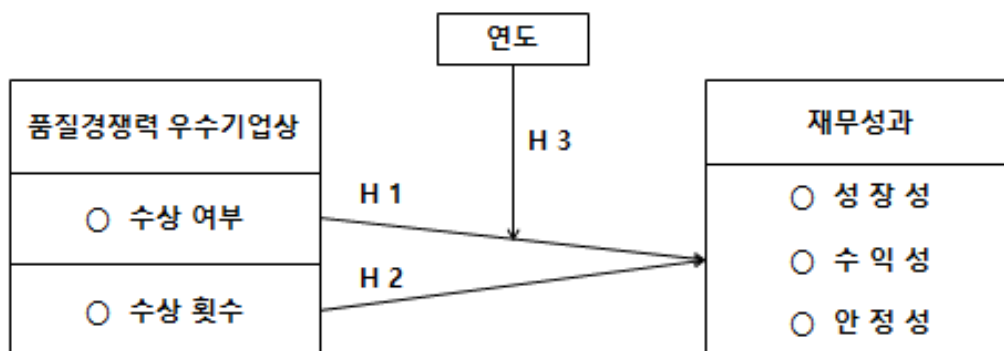 연도
품질경쟁력 우수기업상
재무성과
H 3
H 1
○ 수상 여부
○ 성 장 성
○ 수 익 성
H 2
○ 수상 횟수
○ 안 정 성